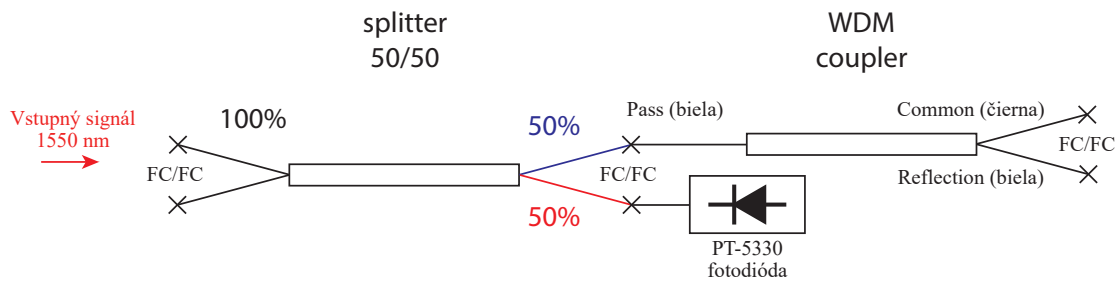 splitter
50/50
WDM
coupler
Vstupný signál
1550 nm
100%
50%
Pass (biela)
Common (čierna)
FC/FC
FC/FC
FC/FC
Reflection (biela)
50%
PT-5330
fotodióda